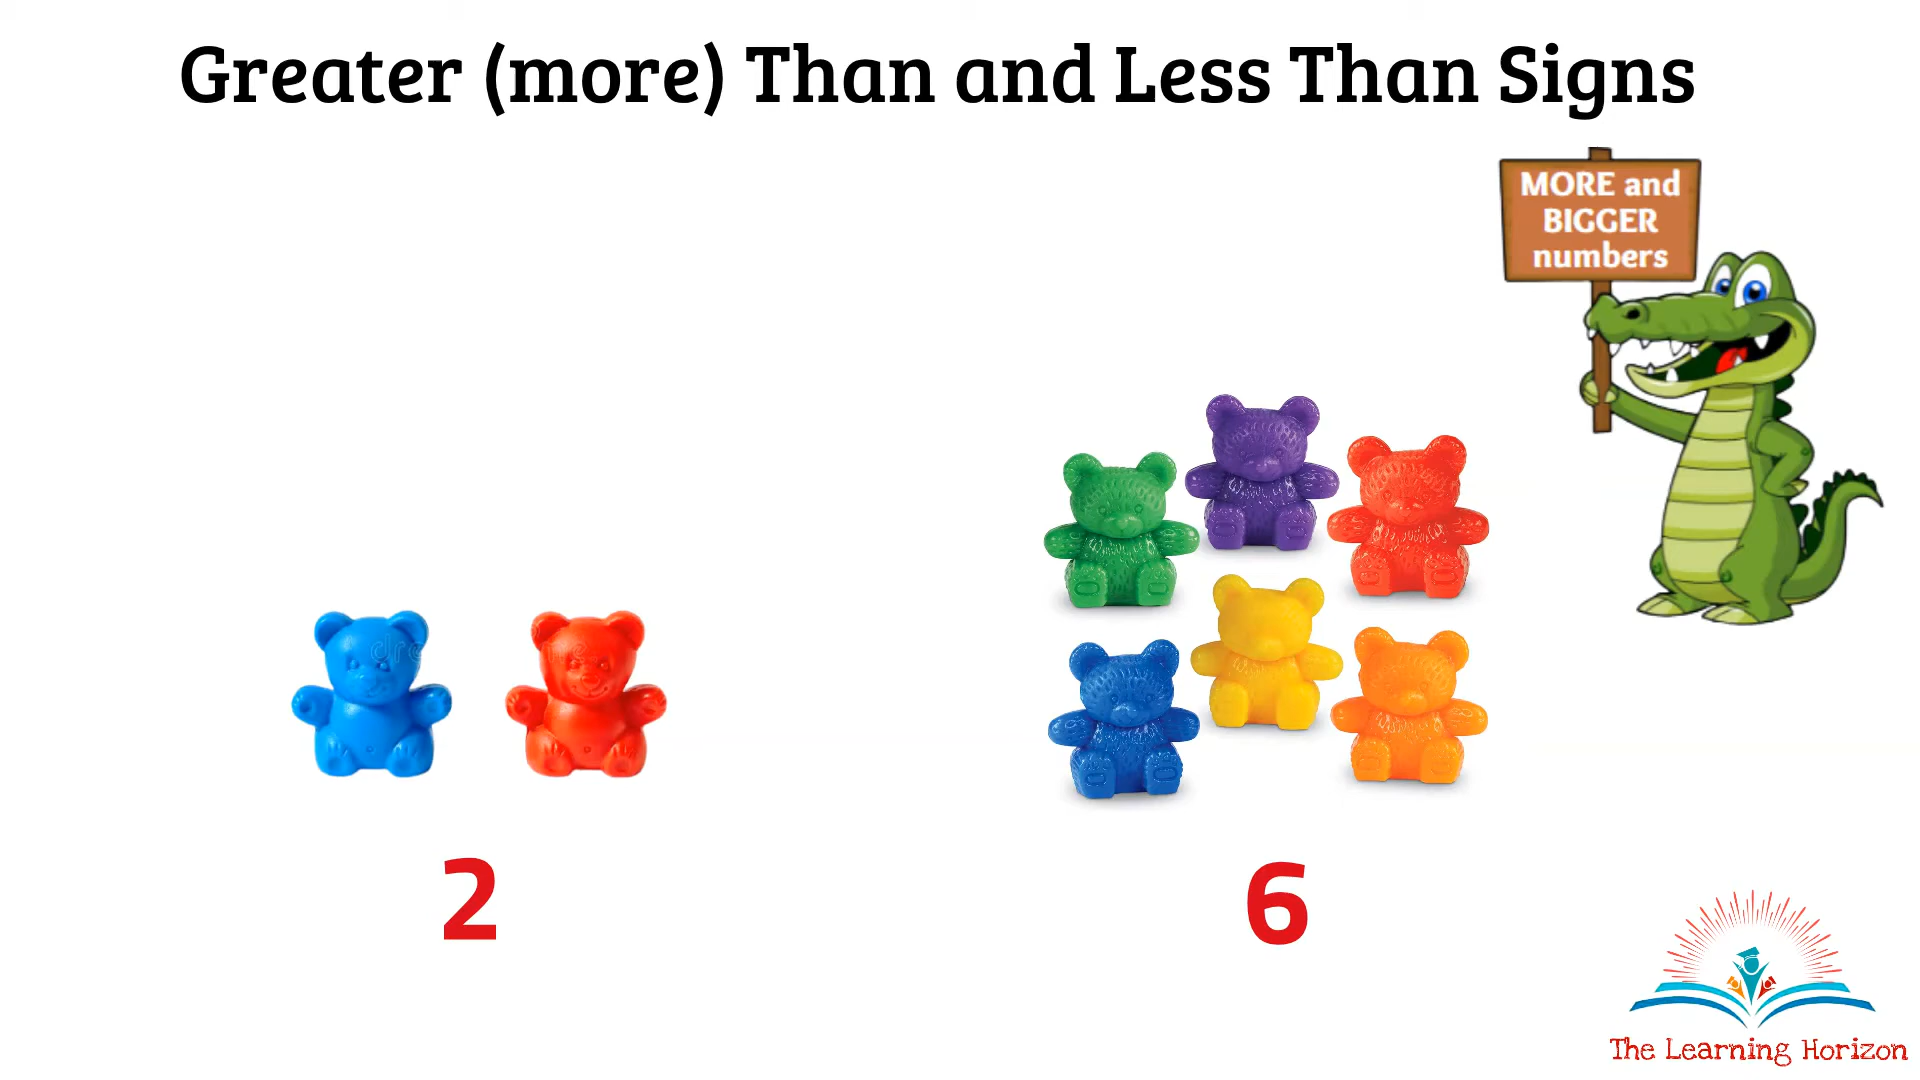 Greater (more) Than and Less Than Signs
MORE and
BIGGER
numbers
2
6
The Learning Horizon